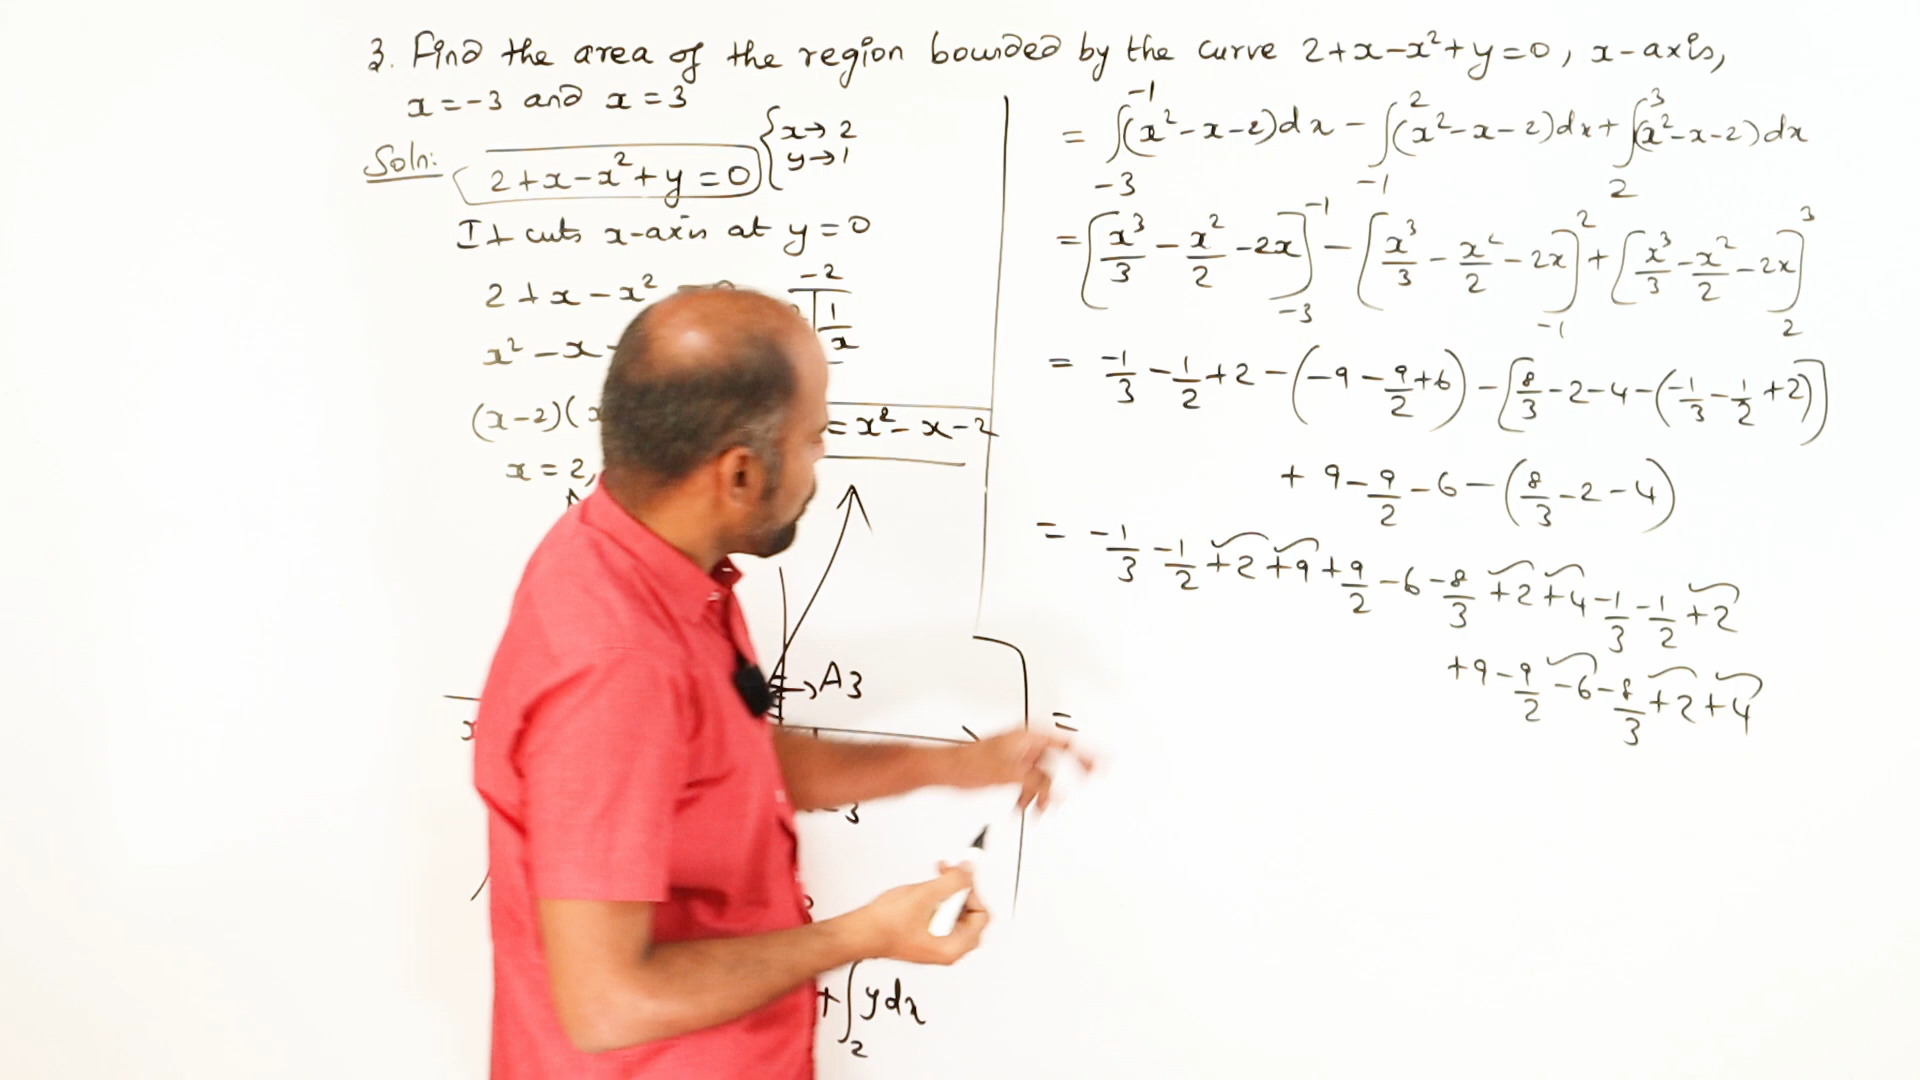 3. Find the area of the region bounded by the curve 2+x-x²+y=0, x-axis,
x=-3 and x=3
Soln: 2+x-x²+y=0 { x→2 y→1
It cuts x-axis at y=0
2+x-x²
-2
x²-x
1/x
(x-2)(
= x²-x-2
x=2,
→A3
x
-3
+∫₂ ydx
= ∫₋₃⁻¹(x²-x-2)dx - ∫₋₁²(x²-x-2)dx + ∫₂³(x²-x-2)dx
= [x³/3 - x²/2 - 2x]₋₃⁻¹ - [x³/3 - x²/2 - 2x]₋₁² + [x³/3 - x²/2 - 2x]₂³
= -1/3 - 1/2 + 2 - (-9 - 9/2 + 6) - [8/3 - 2 - 4 - (-1/3 - 1/2 + 2)]
+ 9 - 9/2 - 6 - (8/3 - 2 - 4)
= -1/3 - 1/2 + 2 + 9 + 9/2 - 6 - 8/3 + 2 + 4 - 1/3 - 1/2 + 2
+ 9 - 9/2 - 6 - 8/3 + 2 + 4
=